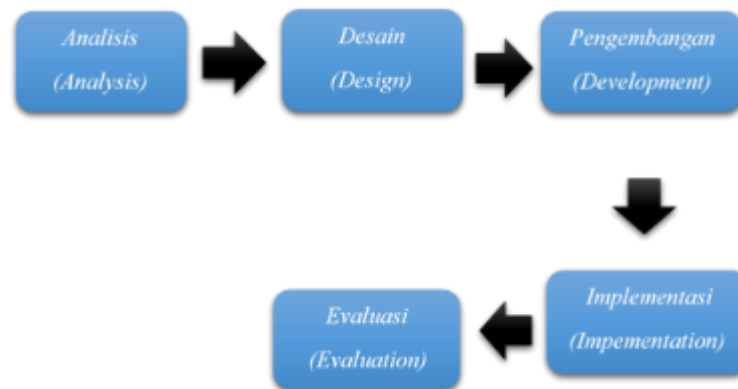 Analisis
(Analysis)
Desain
(Design)
Pengembangan
(Development)
Implementasi
(Impementation)
Evaluasi
(Evaluation)